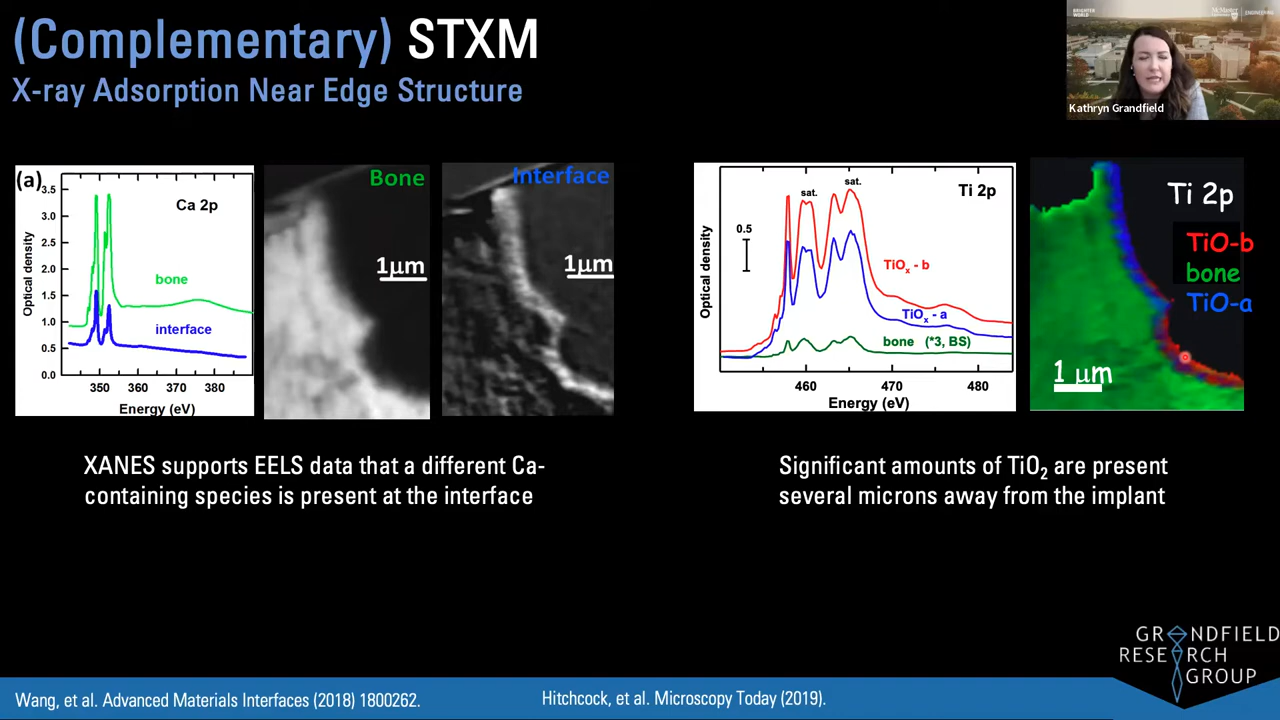 (Complementary) STXM
X-ray Adsorption Near Edge Structure
BRIGHTER
WORLD
ENGINEERING
Kathryn Grandfield
(a)
Ca 2p
3.5
3.0
2.5
2.0
1.5
1.0
0.5
0.0
Optical density
bone
interface
350 360 370 380
Energy (eV)
Bone
1µm
Interface
1µm
Ti 2p
sat.
sat.
0.5
Optical density
TiOx - b
TiOx - a
bone (*3, BS)
460 470 480
Energy (eV)
Ti 2p
TiO-b
bone
TiO-a
1 µm
XANES supports EELS data that a different Ca-
containing species is present at the interface
Significant amounts of TiO₂ are present
several microns away from the implant
GRANDFIELD
RESEARCH
GROUP
Wang, et al. Advanced Materials Interfaces (2018) 1800262.
Hitchcock, et al. Microscopy Today (2019).